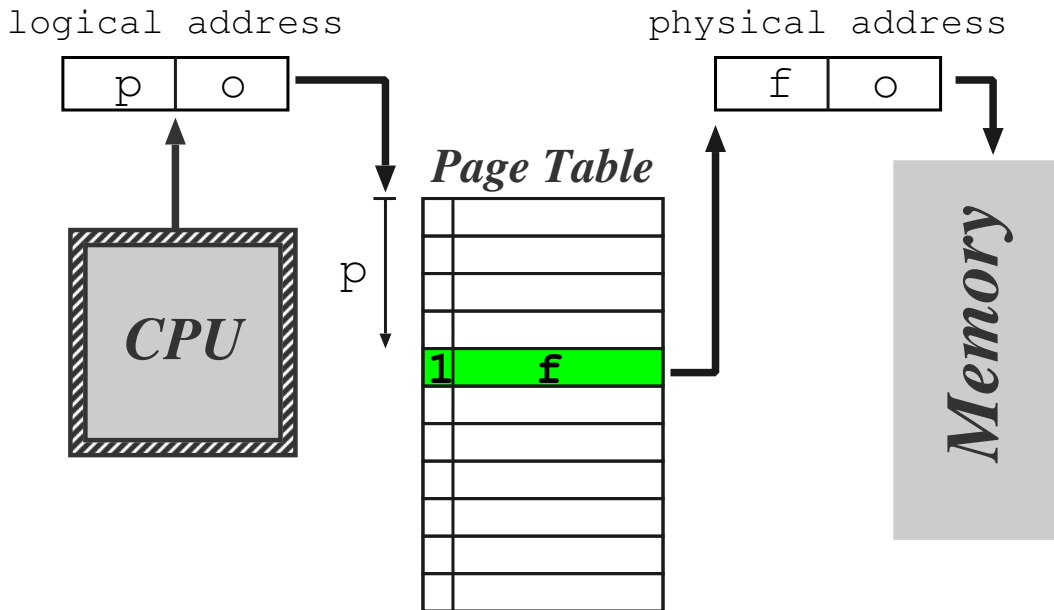 logical address
physical address
p o
f o
Page Table
p
CPU
1 f
Memory